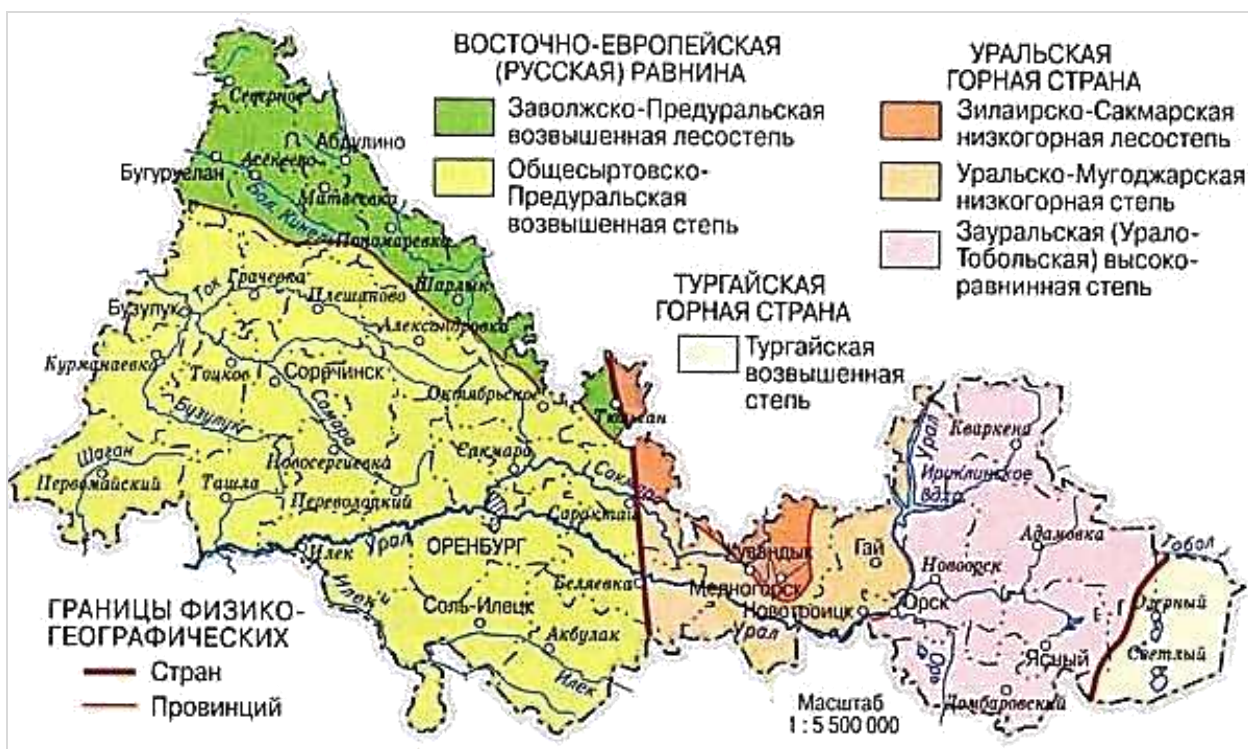 ВОСТОЧНО-ЕВРОПЕЙСКАЯ
(РУССКАЯ) РАВНИНА
Заволжско-Предуральская
возвышенная лесостепь
Общесыртовско-
Предуральская
возвышенная степь
УРАЛЬСКАЯ
ГОРНАЯ СТРАНА
Зилаирско-Сакмарская
низкогорная лесостепь
Уральско-Мугоджарская
низкогорная степь
Зауральская (Урало-
Тобольская) высоко-
равнинная степь
ТУРГАЙСКАЯ
ГОРНАЯ СТРАНА
Тургайская
возвышенная
степь
Северное
Абдулино
Асекеево
Бугуруслан
Матвеевка
Бол. Кинель
Пономаревка
Шарлык
Грачевка
Ток
Плешаново
Бузулук
Александровка
Курманаевка
Тоцков
Сорочинск
Октябрьское
Тюльган
Бузулук
Самара
Сакмара
Сакмара
Новосергиевка
Шаган
Первомайский
Ташла
Переволоцкий
Саракташ
Урал
ОРЕНБУРГ
Илек
Илек
Беляевка
Соль-Илецк
Акбулак
Илек
Кувандык
Медногорск
Гай
Новотроицк
Урал
Орск
Новоорск
Урал
Кваркено
Ириклинское
вдхр.
Адамовка
Тобол
Озерный
Светлый
Ясный
Орь
Домбаровский
ГРАНИЦЫ ФИЗИКО-
ГЕОГРАФИЧЕСКИХ
Стран
Провинций
Масштаб
1 : 5 500 000